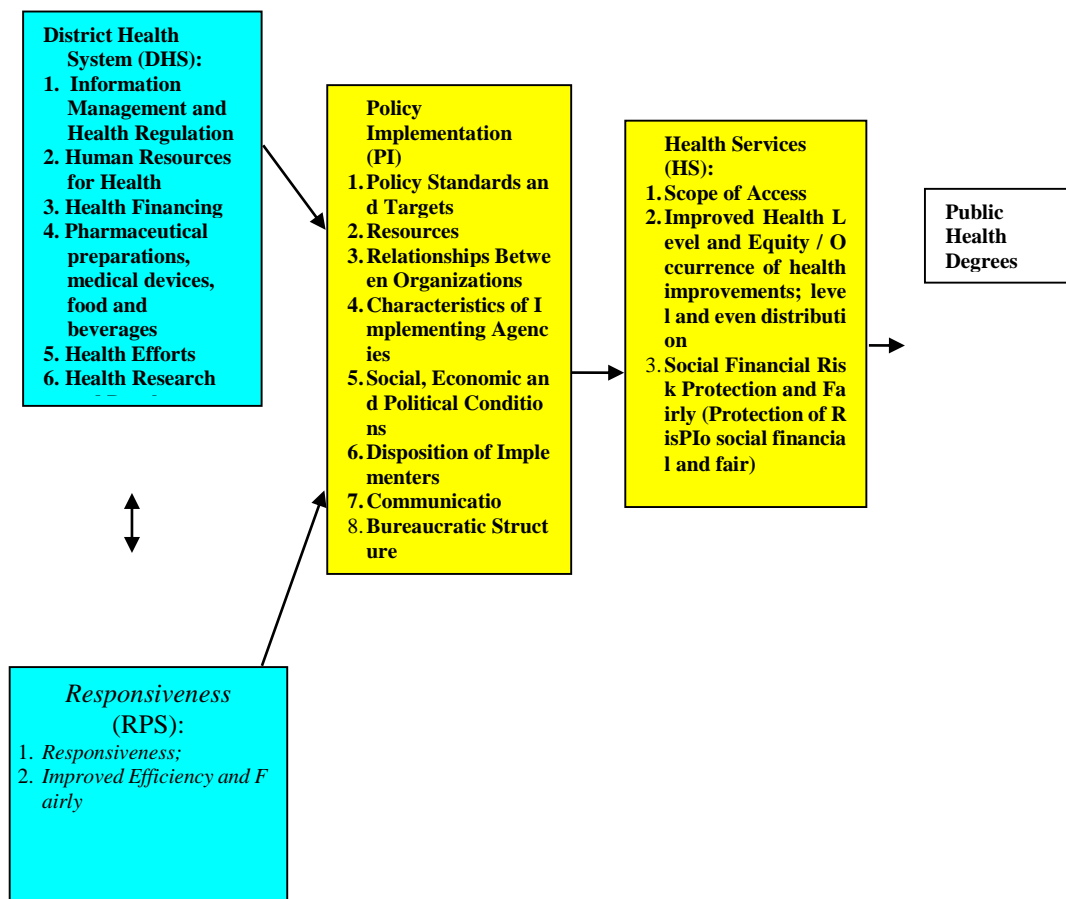 District Health
System (DHS):
1. Information
Management and
Health Regulation
2. Human Resources
for Health
3. Health Financing
4. Pharmaceutical
preparations,
medical devices,
food and
beverages
5. Health Efforts
6. Health Research
Policy
Implementation
(PI)
1. Policy Standards an
d Targets
2. Resources
3. Relationships Betwe
en Organizations
4. Characteristics of I
mplementing Agenc
ies
5. Social, Economic an
d Political Conditio
ns
6. Disposition of Imple
menters
7. Communicatio
8. Bureaucratic Struct
ure
Health Services
(HS):
1. Scope of Access
2. Improved Health L
evel and Equity / O
ccurrence of health
improvements; leve
l and even distributi
on
3. Social Financial Ris
k Protection and Fa
irly (Protection of R
isPIo social financia
l and fair)
Public
Health
Degrees
Responsiveness
(RPS):
1. Responsiveness;
2. Improved Efficiency and F
airly